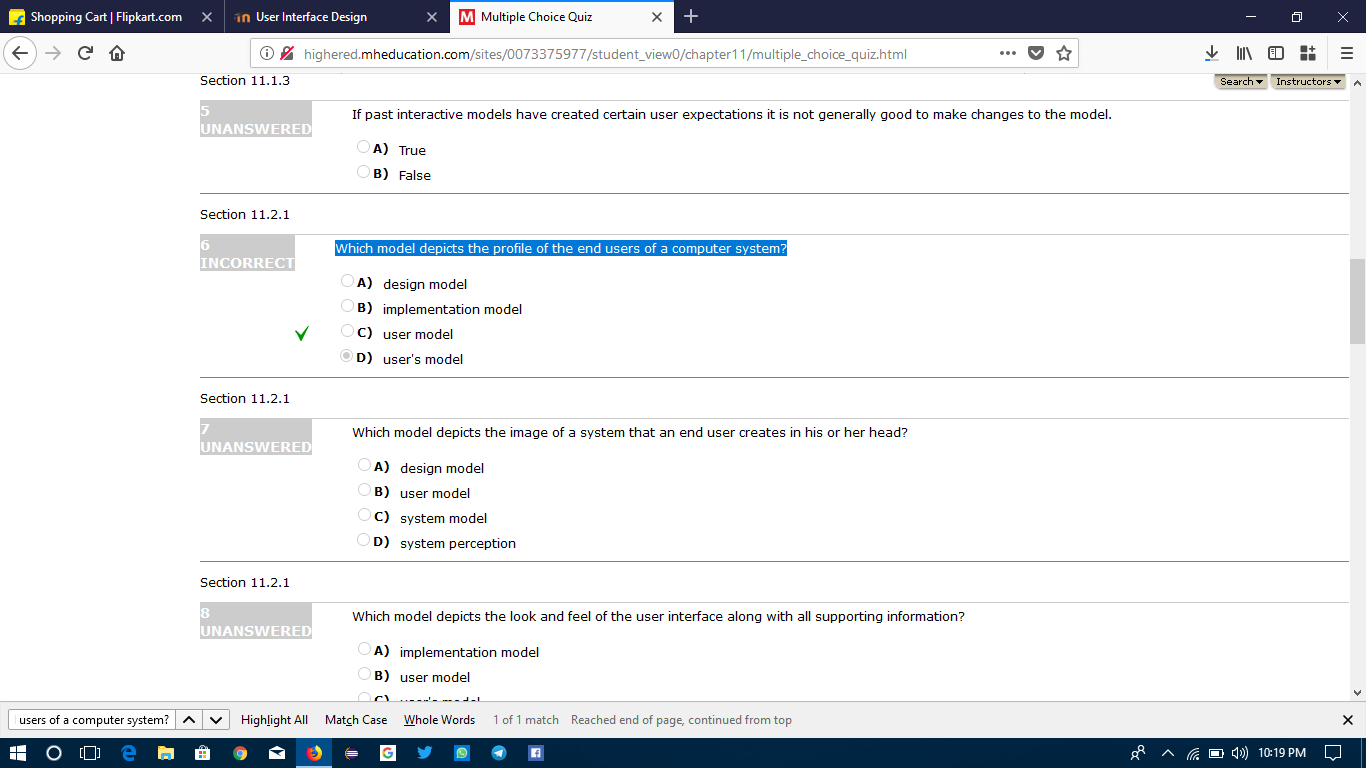 Shopping Cart | Flipkart.com
User Interface Design
Multiple Choice Quiz
highered.mheducation.com/sites/0073375977/student_view0/chapter11/multiple_choice_quiz.html
Search
Instructors
Section 11.1.3
5
UNANSWERED
If past interactive models have created certain user expectations it is not generally good to make changes to the model.
A) True
B) False
Section 11.2.1
6
INCORRECT
Which model depicts the profile of the end users of a computer system?
A) design model
B) implementation model
C) user model
D) user's model
Section 11.2.1
7
UNANSWERED
Which model depicts the image of a system that an end user creates in his or her head?
A) design model
B) user model
C) system model
D) system perception
Section 11.2.1
8
UNANSWERED
Which model depicts the look and feel of the user interface along with all supporting information?
A) implementation model
B) user model
C) user's model
users of a computer system?
Highlight All
Match Case
Whole Words
1 of 1 match
Reached end of page, continued from top
10:19 PM